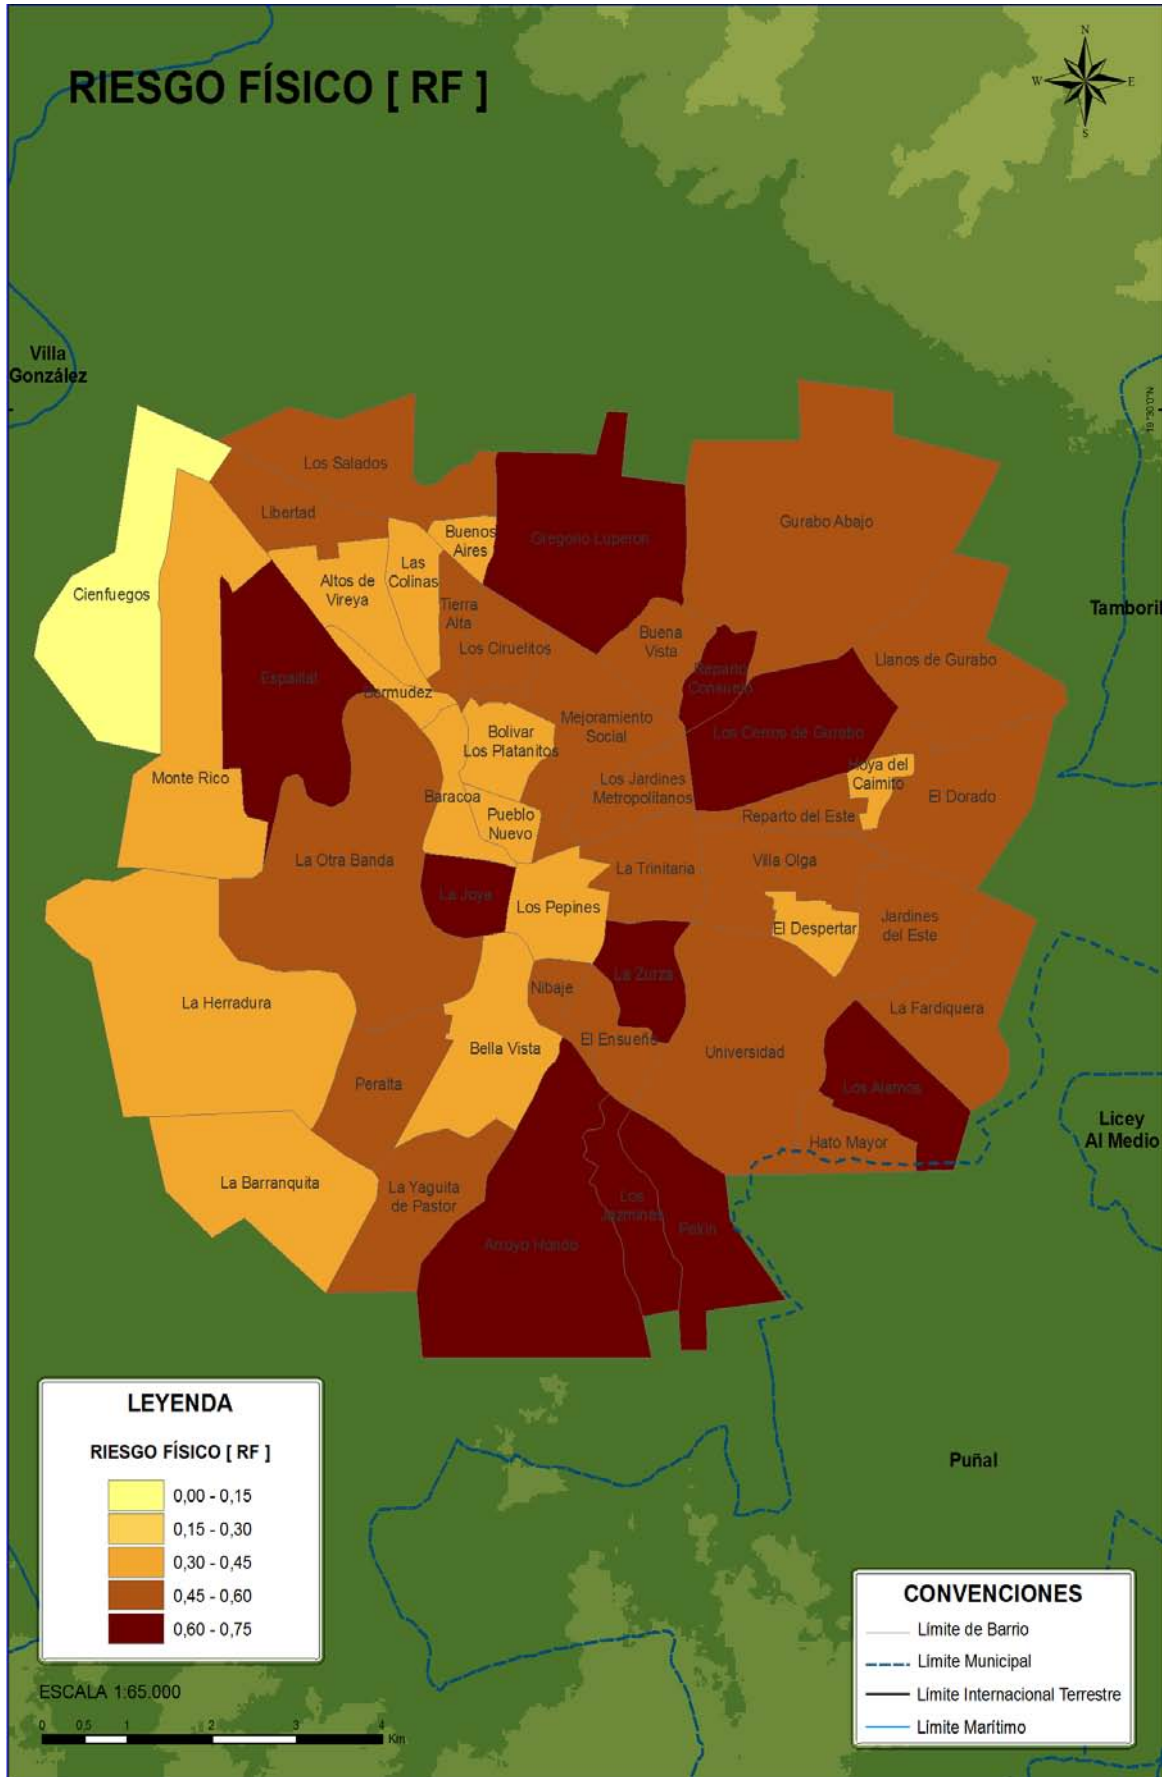 RIESGO FÍSICO [ RF ]
N
W
E
S
Villa
González
19°30'0"N
Los Salados
Libertad
Buenos
Aires
Gregorio Luperon
Gurabo Abajo
Las
Colinas
Altos de
Vireya
Cienfuegos
Tierra
Alta
Tamboril
Los Ciruelitos
Buena
Vista
Llanos de Gurabo
Espaillat
Reparto
Consuelo
Bermudez
Mejoramiento
Social
Los Cerros de Gurabo
Bolivar
Los Platanitos
Hoya del
Caimito
Monte Rico
Los Jardines
Metropolitanos
Baracoa
El Dorado
Pueblo
Nuevo
Reparto del Este
La Otra Banda
La Trinitaria
Villa Olga
La Joya
Los Pepines
El Despertar
Jardines
del Este
La Zurza
Nibaje
La Herradura
La Fardiquera
El Ensueño
Bella Vista
Universidad
Peralta
Los Alamos
Licey
Al Medio
Hato Mayor
La Barranquita
La Yaguita
de Pastor
Los
Jazmines
Pekin
Arroyo Hondo
LEYENDA
RIESGO FÍSICO [ RF ]
0,00 - 0,15
0,15 - 0,30
0,30 - 0,45
0,45 - 0,60
0,60 - 0,75
Puñal
CONVENCIONES
Límite de Barrio
Límite Municipal
Límite Internacional Terrestre
Límite Marítimo
ESCALA 1:65.000
0 0,5 1 2 3 4
Km